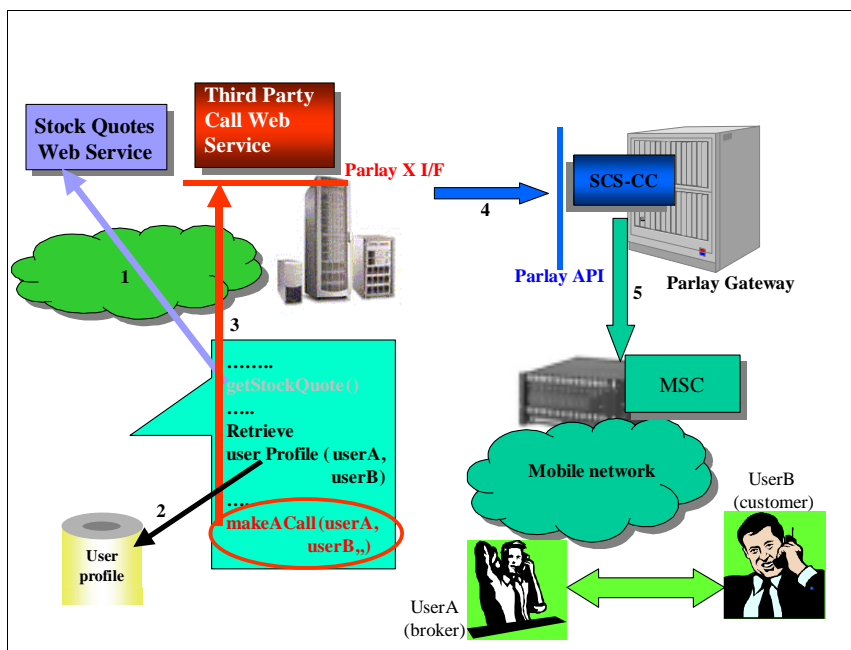 Stock Quotes
Web Service
Third Party
Call Web
Service
Parlay X I/F
4
SCS-CC
Parlay API
Parlay Gateway
1
3
5
........
getStockQuote()
.....
Retrieve
user Profile ( userA,
userB)
....
makeACall(userA,
userB,,)
2
User
profile
MSC
Mobile network
UserB
(customer)
UserA
(broker)